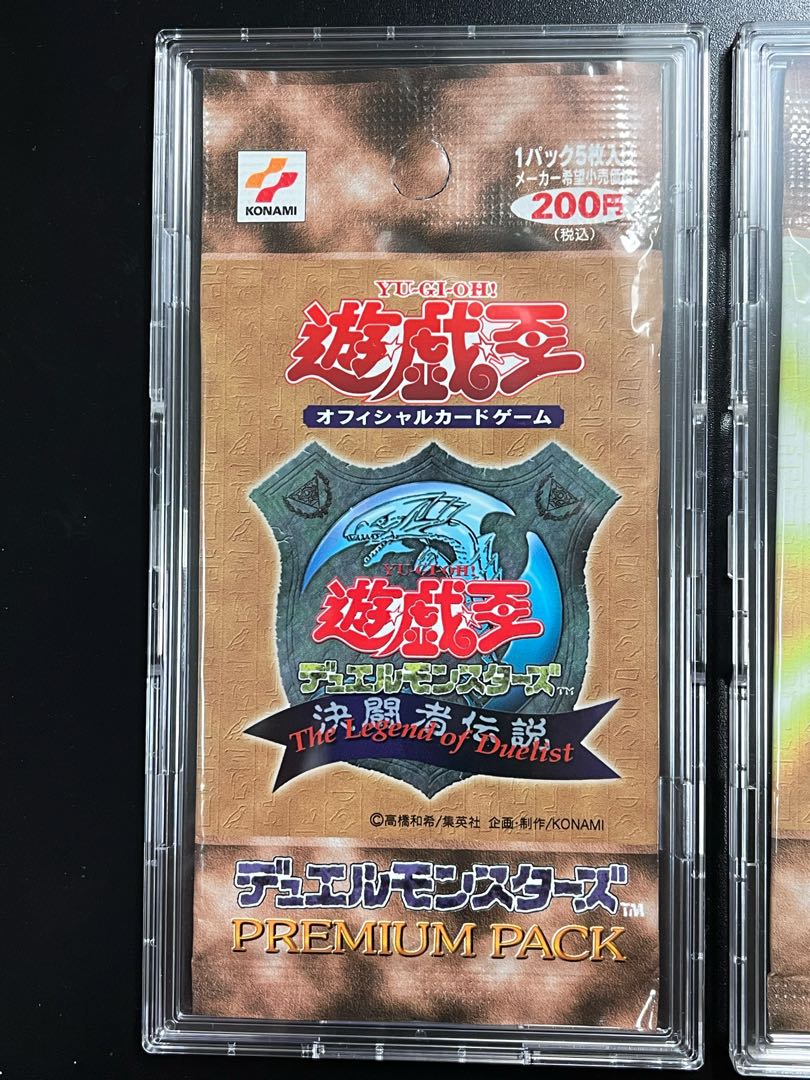 KONAMI
1パック5枚入り
メーカー希望小売価格
200円
(税込)
YU-GI-OH!
遊☆戯☆王
オフィシャルカードゲーム
YU-GI-OH!
遊☆戯☆王
デュエルモンスターズ™
決闘者伝説
The Legend of Duelist
©高橋和希/集英社 企画・制作/KONAMI
デュエルモンスターズ™
PREMIUM PACK